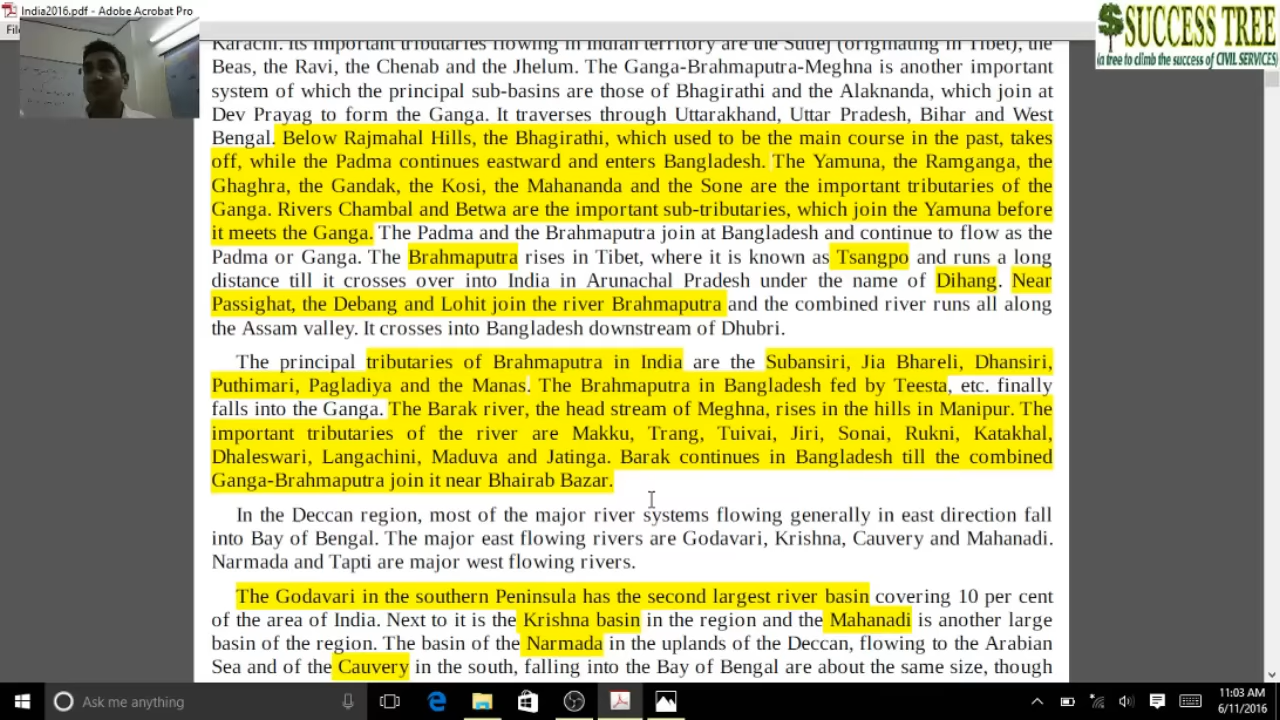 India2016.pdf - Adobe Acrobat Pro
SUCCESS TREE
(a tree to climb the success of CIVIL SERVICES)
Karachi. Its important tributaries flowing in Indian territory are the Sutlej (originating in Tibet), the
Beas, the Ravi, the Chenab and the Jhelum. The Ganga-Brahmaputra-Meghna is another important
system of which the principal sub-basins are those of Bhagirathi and the Alaknanda, which join at
Dev Prayag to form the Ganga. It traverses through Uttarakhand, Uttar Pradesh, Bihar and West
Bengal. Below Rajmahal Hills, the Bhagirathi, which used to be the main course in the past, takes
off, while the Padma continues eastward and enters Bangladesh. The Yamuna, the Ramganga, the
Ghaghra, the Gandak, the Kosi, the Mahananda and the Sone are the important tributaries of the
Ganga. Rivers Chambal and Betwa are the important sub-tributaries, which join the Yamuna before
it meets the Ganga. The Padma and the Brahmaputra join at Bangladesh and continue to flow as the
Padma or Ganga. The Brahmaputra rises in Tibet, where it is known as Tsangpo and runs a long
distance till it crosses over into India in Arunachal Pradesh under the name of Dihang. Near
Passighat, the Debang and Lohit join the river Brahmaputra and the combined river runs all along
the Assam valley. It crosses into Bangladesh downstream of Dhubri.
The principal tributaries of Brahmaputra in India are the Subansiri, Jia Bhareli, Dhansiri,
Puthimari, Pagladiya and the Manas. The Brahmaputra in Bangladesh fed by Teesta, etc. finally
falls into the Ganga. The Barak river, the head stream of Meghna, rises in the hills in Manipur. The
important tributaries of the river are Makku, Trang, Tuivai, Jiri, Sonai, Rukni, Katakhal,
Dhaleswari, Langachini, Maduva and Jatinga. Barak continues in Bangladesh till the combined
Ganga-Brahmaputra join it near Bhairab Bazar.
In the Deccan region, most of the major river systems flowing generally in east direction fall
into Bay of Bengal. The major east flowing rivers are Godavari, Krishna, Cauvery and Mahanadi.
Narmada and Tapti are major west flowing rivers.
The Godavari in the southern Peninsula has the second largest river basin covering 10 per cent
of the area of India. Next to it is the Krishna basin in the region and the Mahanadi is another large
basin of the region. The basin of the Narmada in the uplands of the Deccan, flowing to the Arabian
Sea and of the Cauvery in the south, falling into the Bay of Bengal are about the same size, though
Ask me anything
11:03 AM
6/11/2016